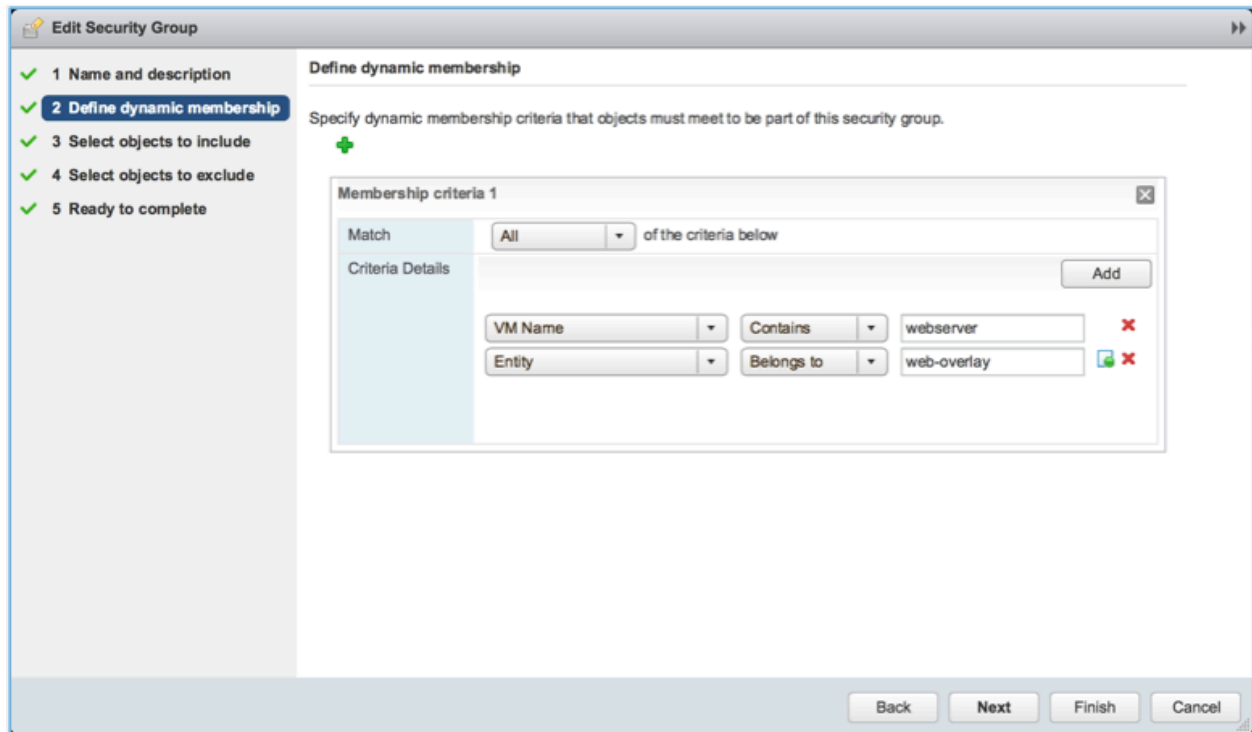 Edit Security Group
1 Name and description
2 Define dynamic membership
3 Select objects to include
4 Select objects to exclude
5 Ready to complete
Define dynamic membership
Specify dynamic membership criteria that objects must meet to be part of this security group.
Membership criteria 1
Match All of the criteria below
Criteria Details Add
VM Name Contains webserver
Entity Belongs to web-overlay
Back Next Finish Cancel